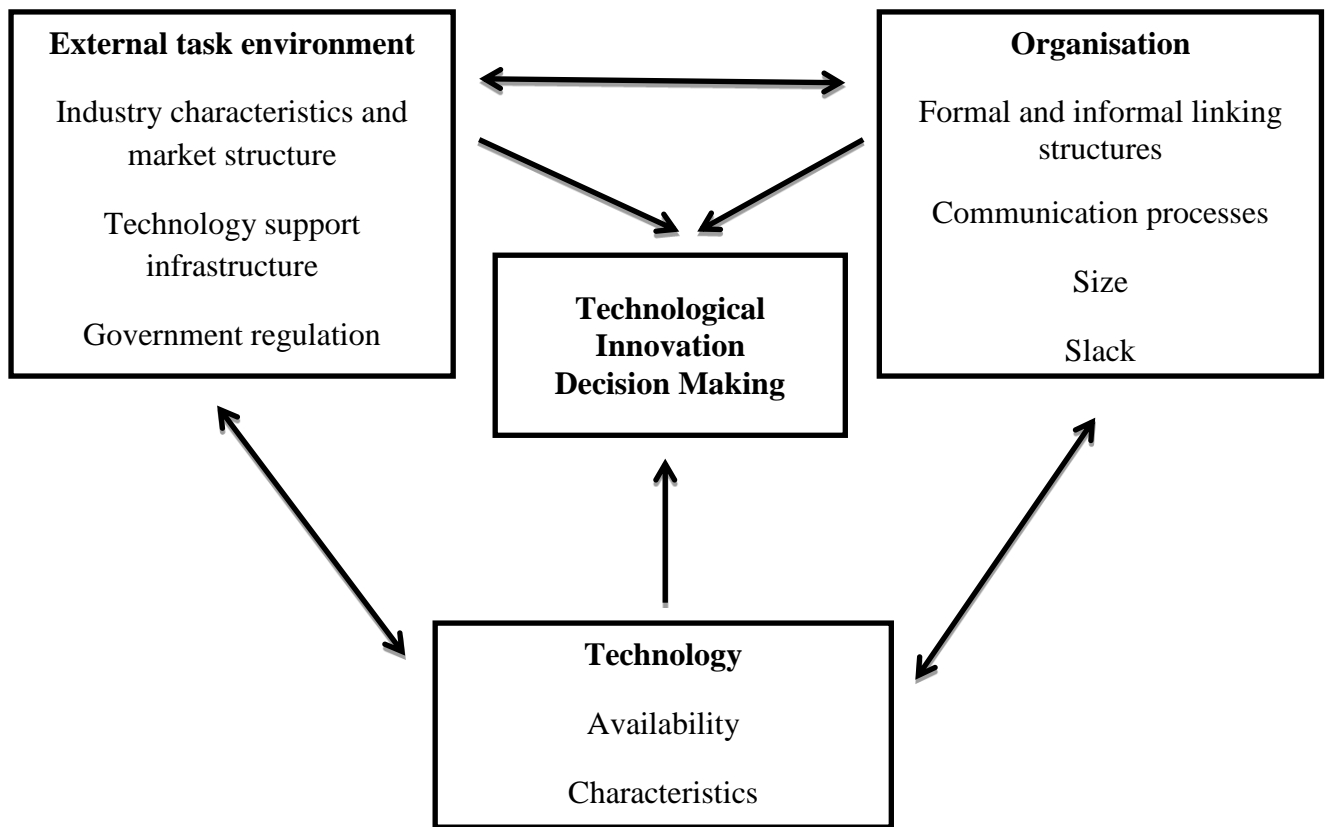 External task environment
Industry characteristics and
market structure
Technology support
infrastructure
Government regulation
Organisation
Formal and informal linking
structures
Communication processes
Size
Slack
Technological
Innovation
Decision Making
Technology
Availability
Characteristics